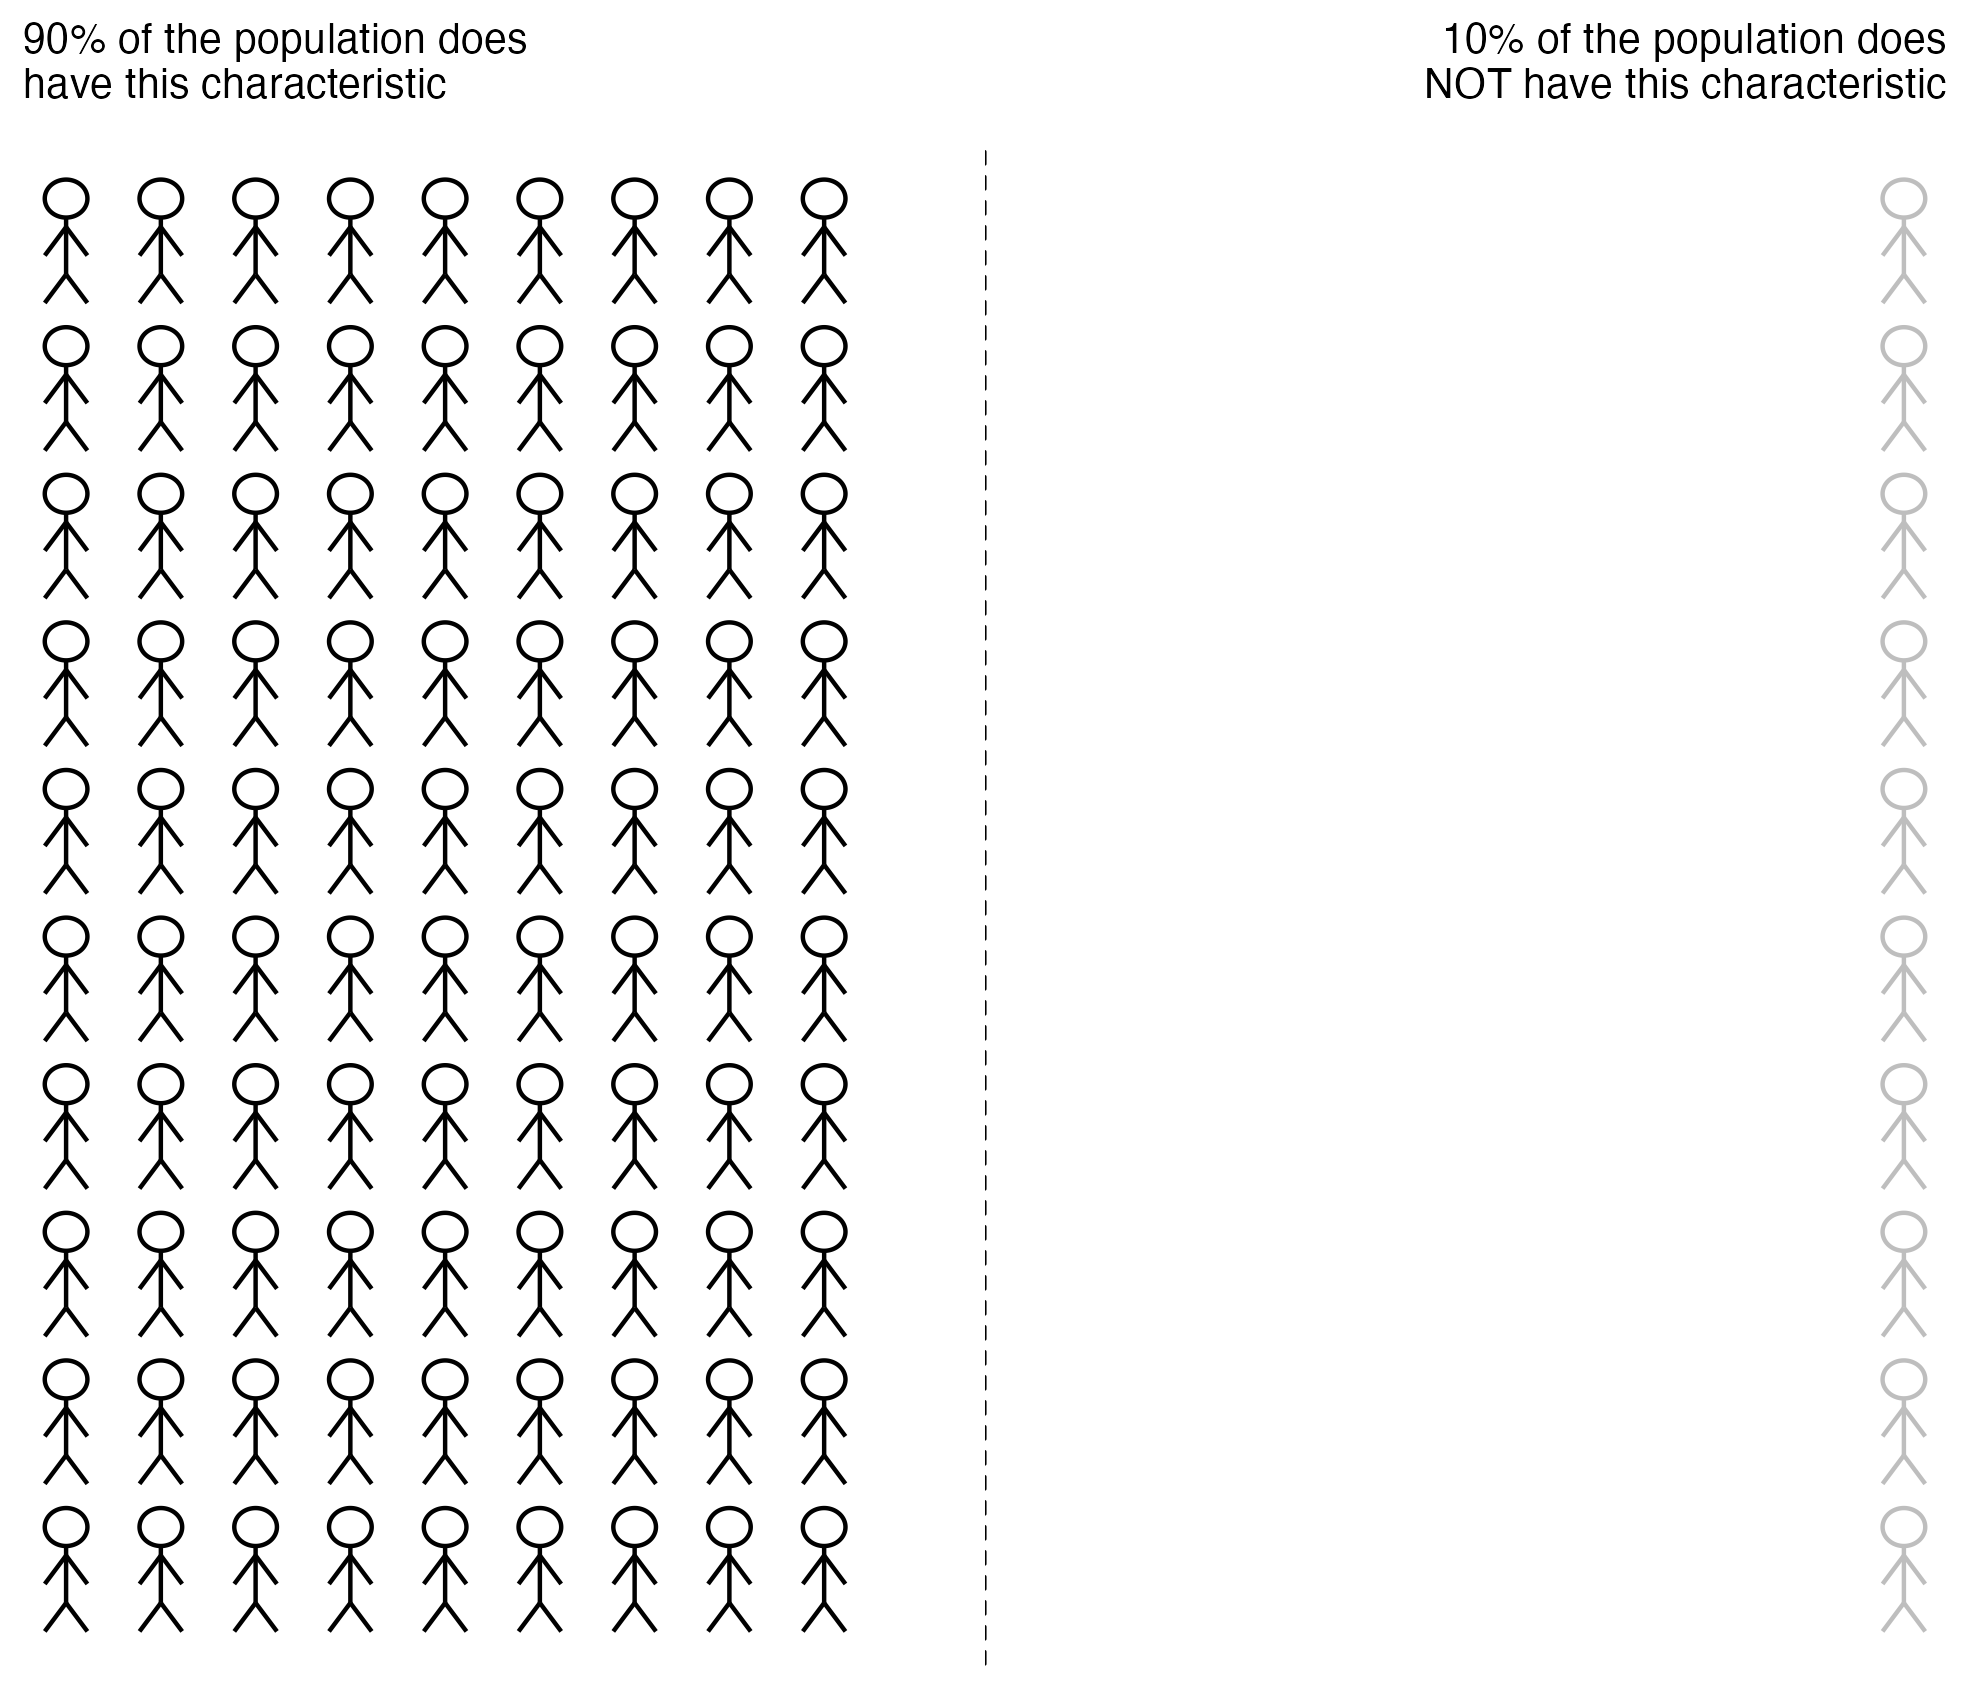 90% of the population does
have this characteristic
10% of the population does
NOT have this characteristic